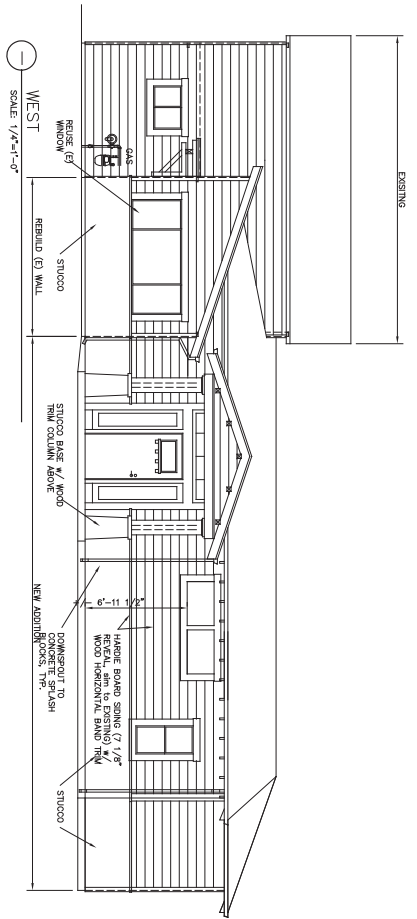 EXISITNG
REUSE (E)
WINDOW
GAS
STUCCO
REBUILD (E) WALL
STUCCO BASE w/ WOOD
TRIM COLUMN ABOVE
DOWNSPOUT TO
CONCRETE SPLASH
BLOCKS, TYP.
NEW ADDITION
+/- 6'-11 1/2"
HARDIE BOARD SIDING (7 1/8"
REVEAL, sim to EXISTING) w/
WOOD HORIZONTAL BAND TRIM
STUCCO
1
WEST
SCALE: 1/4"=1'-0"